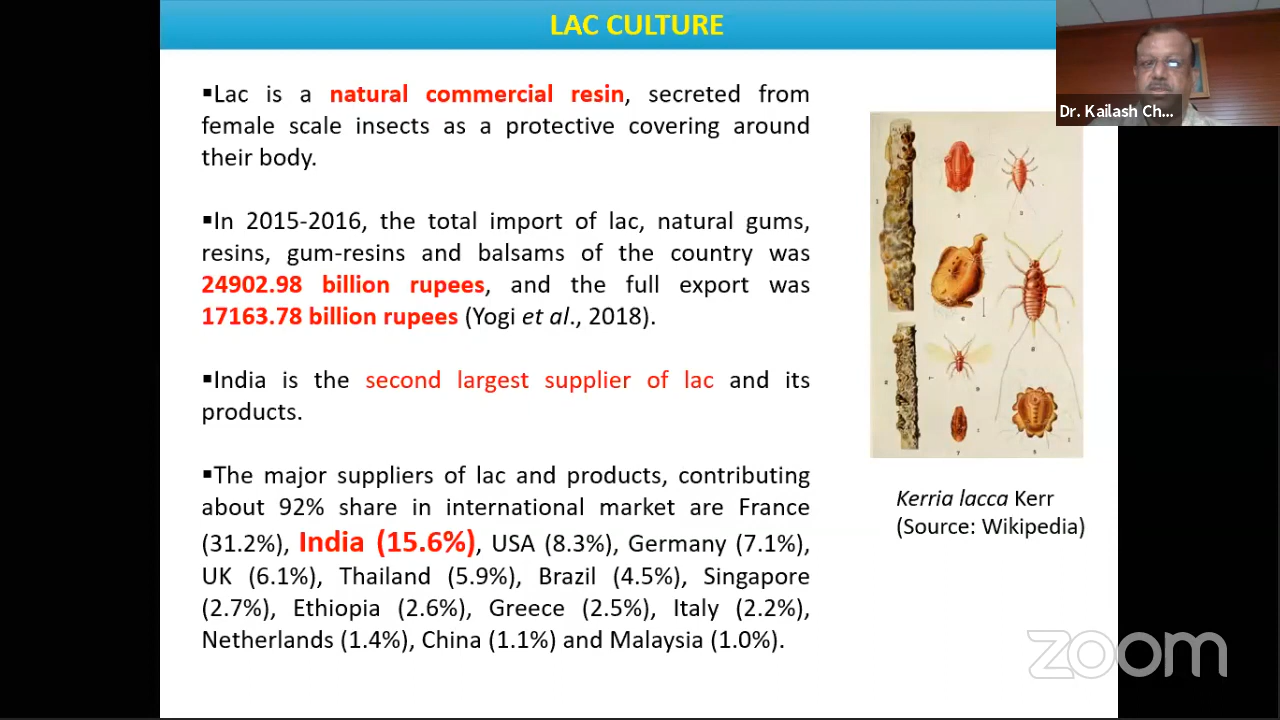 LAC CULTURE
▪Lac is a natural commercial resin, secreted from
female scale insects as a protective covering around
their body.
▪In 2015-2016, the total import of lac, natural gums,
resins, gum-resins and balsams of the country was
24902.98 billion rupees, and the full export was
17163.78 billion rupees (Yogi et al., 2018).
▪India is the second largest supplier of lac and its
products.
▪The major suppliers of lac and products, contributing
about 92% share in international market are France
(31.2%), India (15.6%), USA (8.3%), Germany (7.1%),
UK (6.1%), Thailand (5.9%), Brazil (4.5%), Singapore
(2.7%), Ethiopia (2.6%), Greece (2.5%), Italy (2.2%),
Netherlands (1.4%), China (1.1%) and Malaysia (1.0%).
Dr. Kailash Ch...
Kerria lacca Kerr
(Source: Wikipedia)
zoom